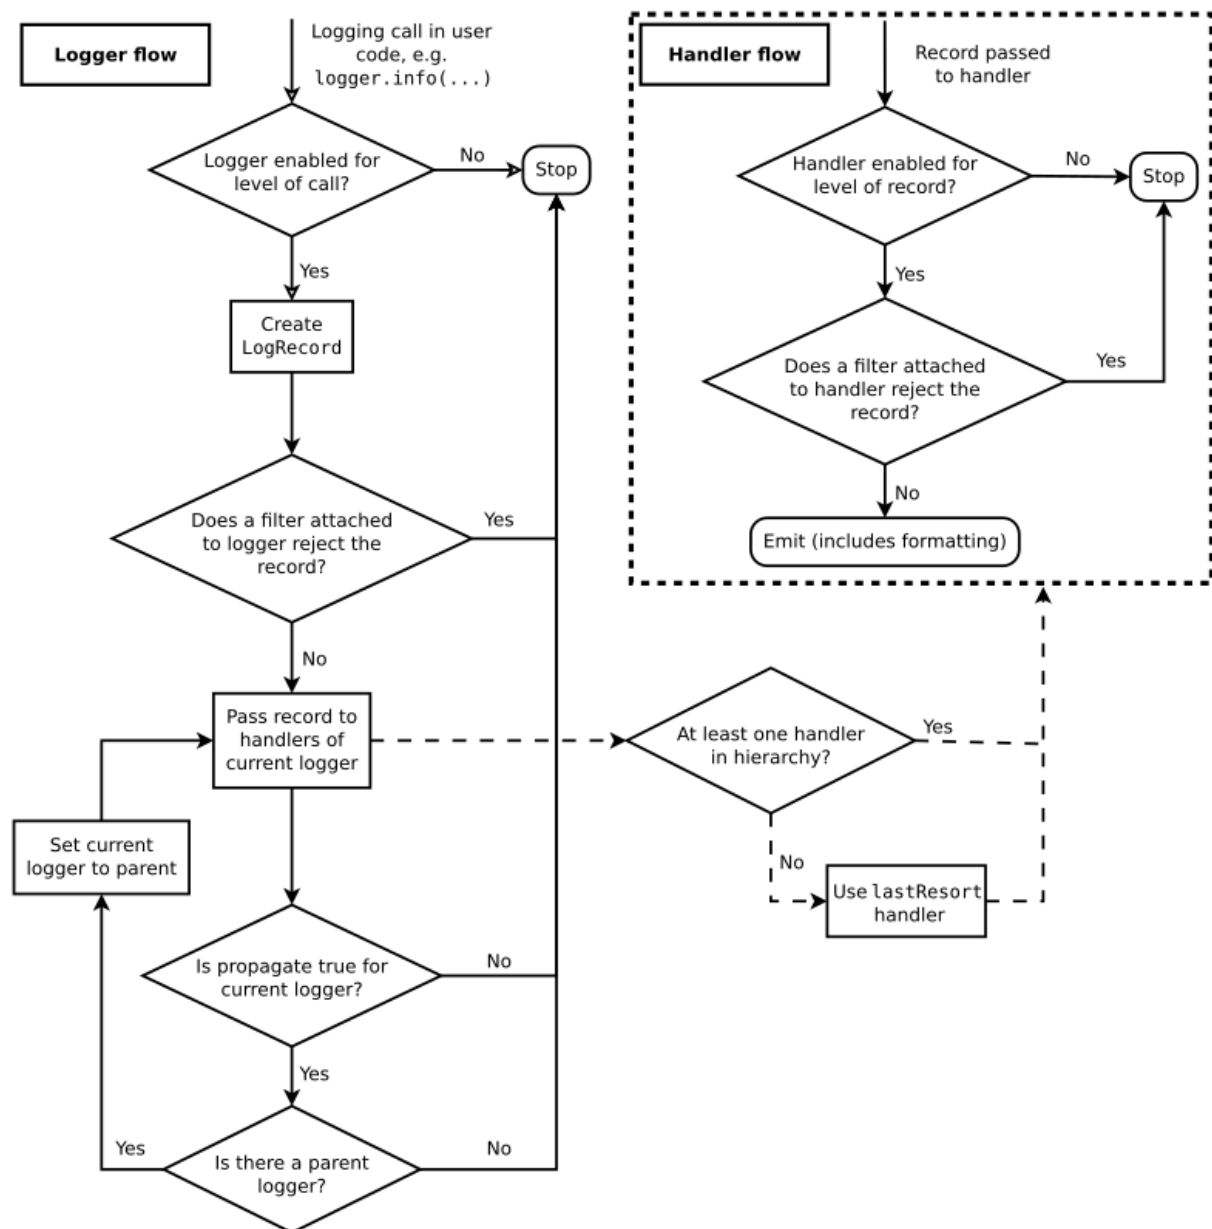 Logger flow
Logging call in user
code, e.g.
logger.info(...)
Logger enabled for
level of call?
No
Stop
Yes
Create
LogRecord
Does a filter attached
to logger reject the
record?
Yes
No
Pass record to
handlers of
current logger
Set current
logger to parent
Is propagate true for
current logger?
No
Yes
Is there a parent
logger?
Yes
No
Handler flow
Record passed
to handler
Handler enabled for
level of record?
No
Stop
Yes
Does a filter attached
to handler reject the
record?
Yes
No
Emit (includes formatting)
At least one handler
in hierarchy?
Yes
No
Use lastResort
handler